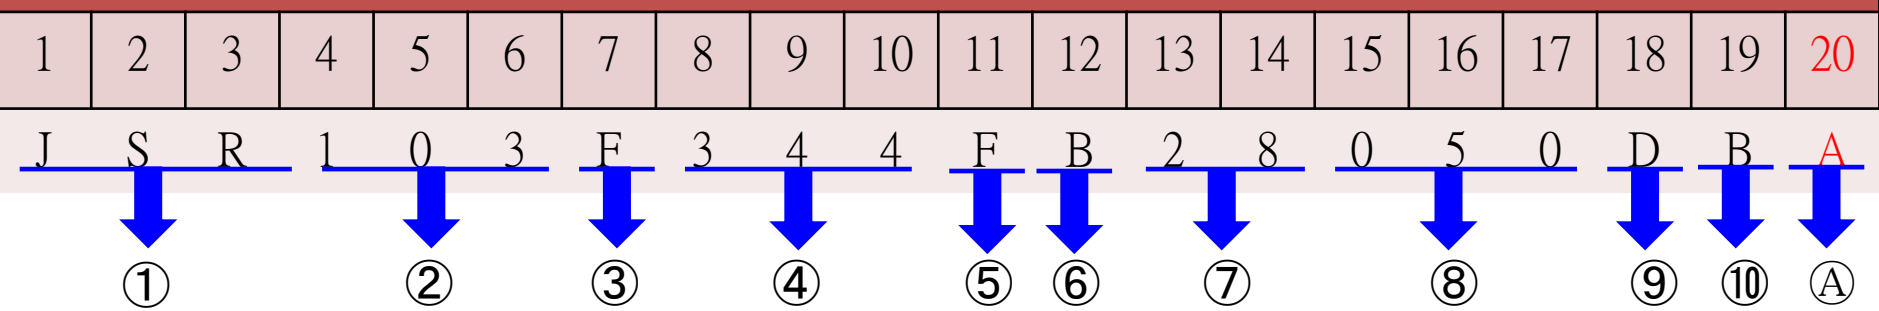 1 2 3 4 5 6 7 8 9 10 11 12 13 14 15 16 17 18 19 20
J S R 1 0 3 F 3 4 4 F B 2 8 0 5 0 D B A
① ② ③ ④ ⑤ ⑥ ⑦ ⑧ ⑨ ⑩ Ⓐ